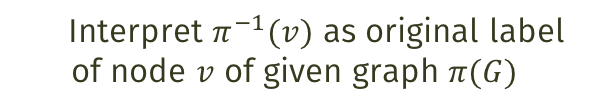 Interpret π⁻¹(v) as original label
of node v of given graph π(G)